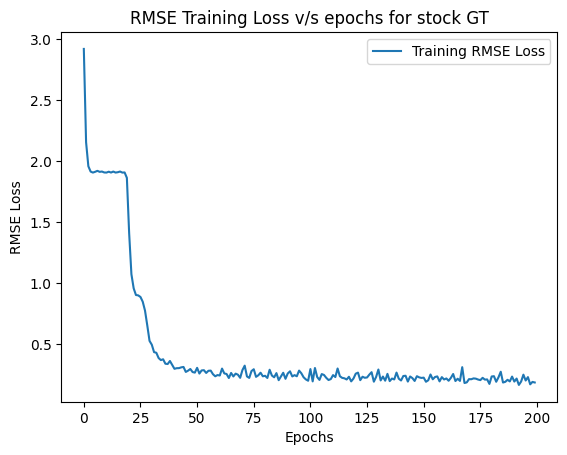 RMSE Training Loss v/s epochs for stock GT
Training RMSE Loss
3.0
2.5
2.0
1.5
1.0
0.5
RMSE Loss
0 25 50 75 100 125 150 175 200
Epochs